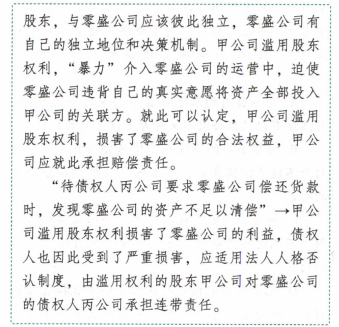 股东，与零盛公司应该彼此独立，零盛公司有
自己的独立地位和决策机制。甲公司滥用股东
权利，“暴力”介入零盛公司的运营中，迫使
零盛公司违背自己的真实意愿将资产全部投入
甲公司的关联方。就此可以认定，甲公司滥用
股东权利，损害了零盛公司的合法权益，甲公
司应就此承担赔偿责任。
“待债权人丙公司要求零盛公司偿还货款
时，发现零盛公司的资产不足以清偿”→甲公
司滥用股东权利损害了零盛公司的利益，债权
人也因此受到了严重损害，应适用法人人格否
认制度，由滥用权利的股东甲公司对零盛公司
的债权人丙公司承担连带责任。